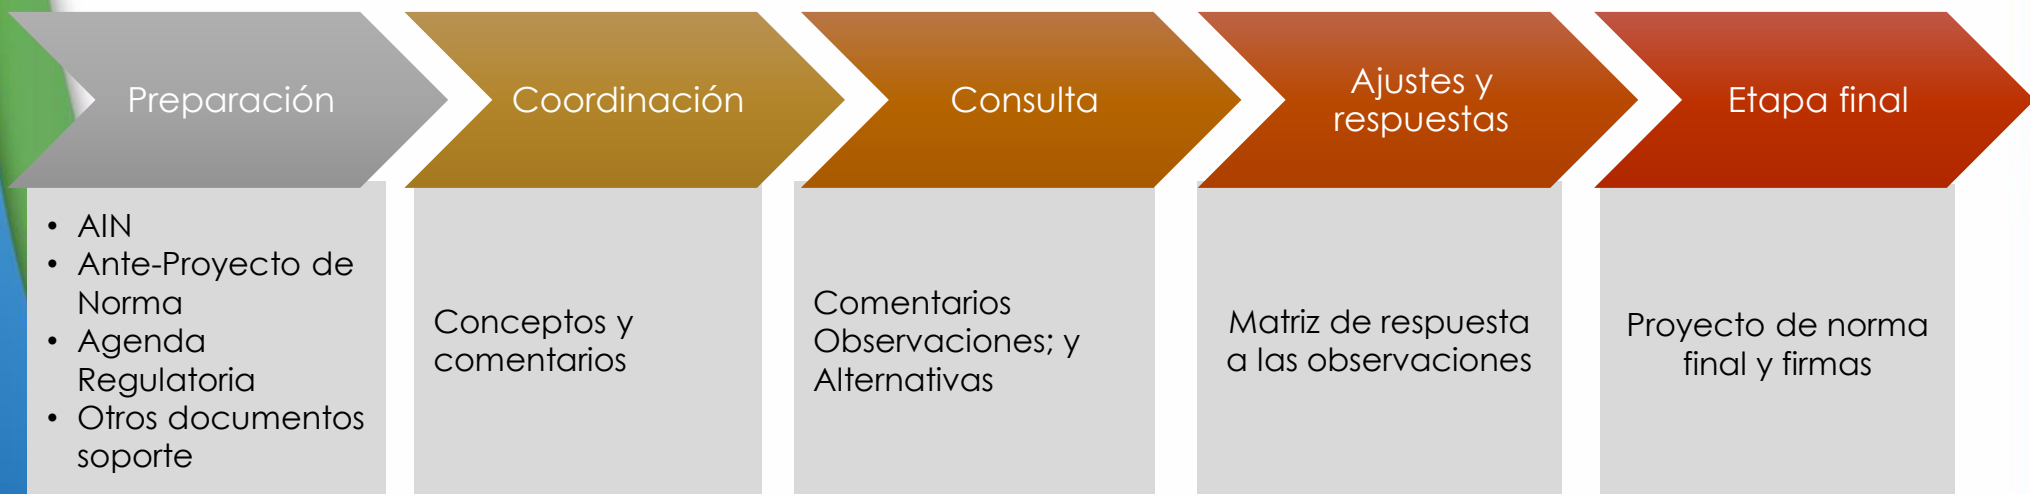 Preparación
Coordinación
Consulta
Ajustes y
respuestas
Etapa final
• AIN
• Ante-Proyecto de
Norma
• Agenda
Regulatoria
• Otros documentos
soporte
Conceptos y
comentarios
Comentarios
Observaciones; y
Alternativas
Matriz de respuesta
a las observaciones
Proyecto de norma
final y firmas